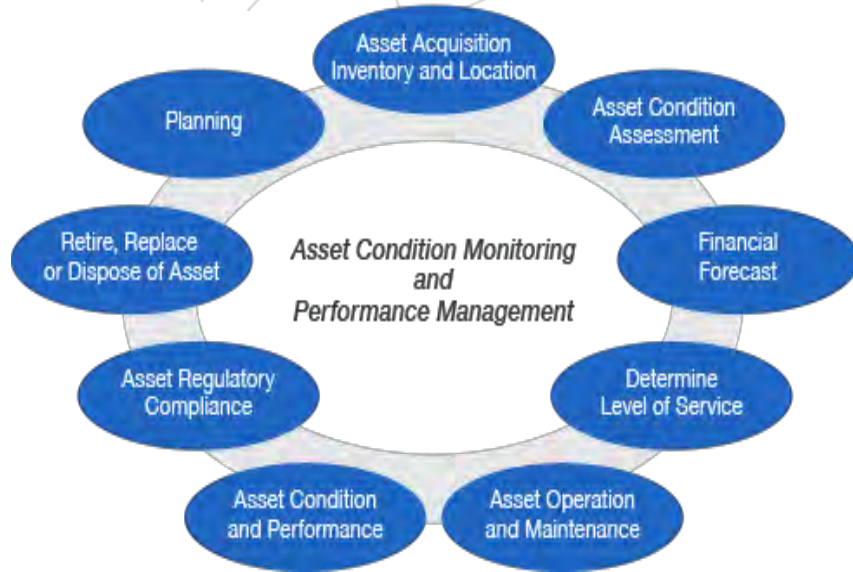 Asset Acquisition
Inventory and Location
Asset Condition
Assessment
Financial
Forecast
Determine
Level of Service
Asset Operation
and Maintenance
Asset Condition
and Performance
Asset Regulatory
Compliance
Retire, Replace
or Dispose of Asset
Planning
Asset Condition Monitoring
and
Performance Management